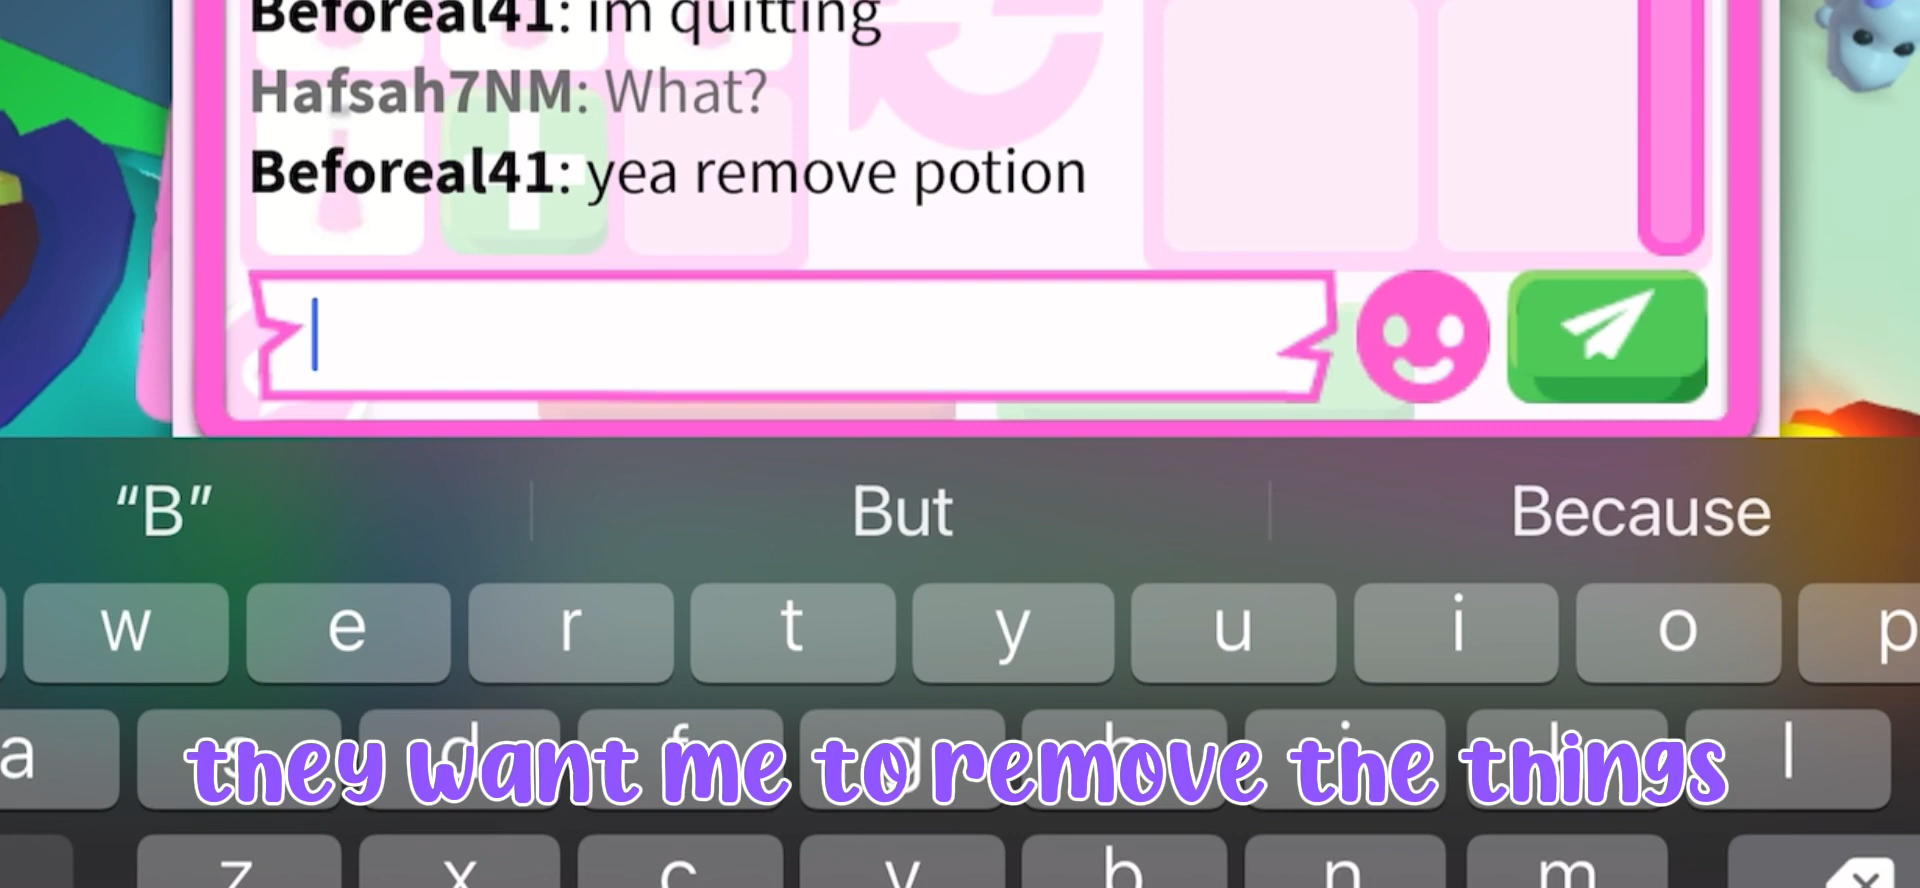 Beforeal41: im quitting
Hafsah7NM: What?
Beforeal41: yea remove potion
“B” But Because
w e r t y u i o p
a s d f g h j k l
they want me to remove the things
z x c v b n m